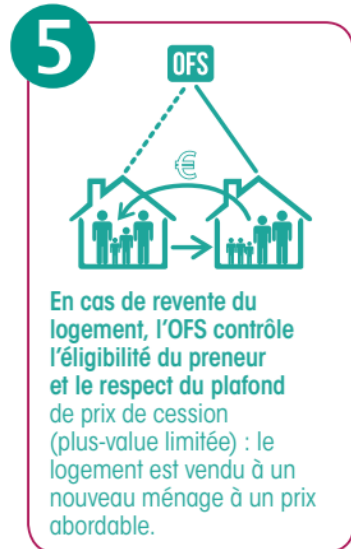 5
OFS
€
En cas de revente du
logement, l’OFS contrôle
l’éligibilité du preneur
et le respect du plafond
de prix de cession
(plus-value limitée) : le
logement est vendu à un
nouveau ménage à un prix
abordable.